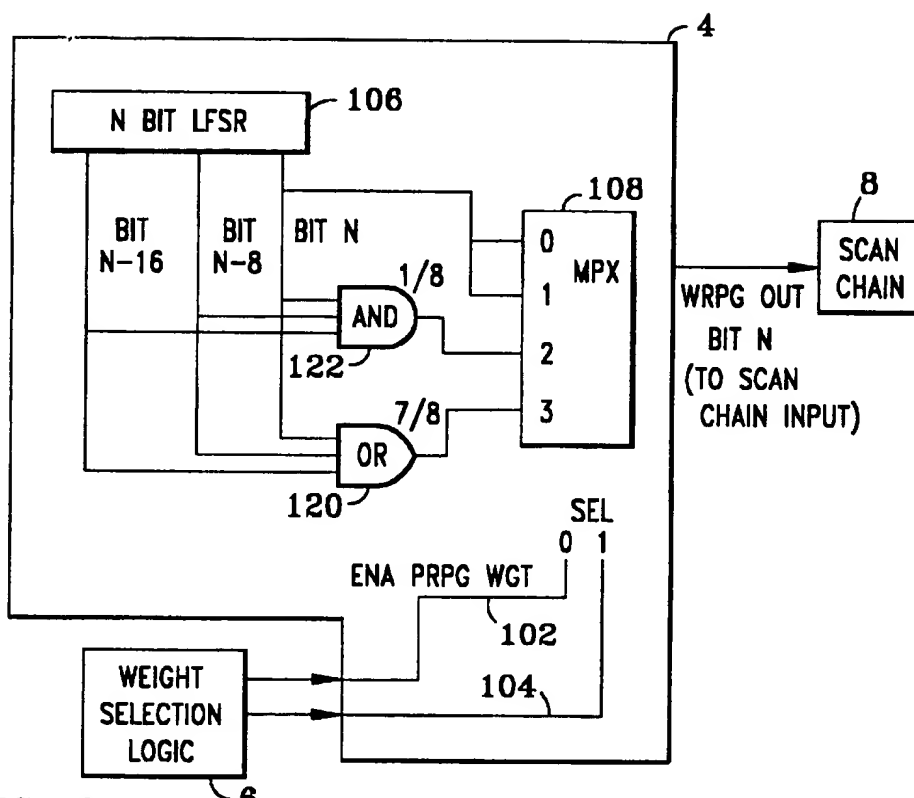 4
N BIT LFSR
106
BIT
N-16
BIT
N-8
BIT N
1/8
AND
122
7/8
OR
120
108
0
MPX
1
2
3
8
SCAN
CHAIN
WRPG OUT
BIT N
(TO SCAN
CHAIN INPUT)
SEL
0 1
ENA PRPG WGT
102
104
WEIGHT
SELECTION
LOGIC
6